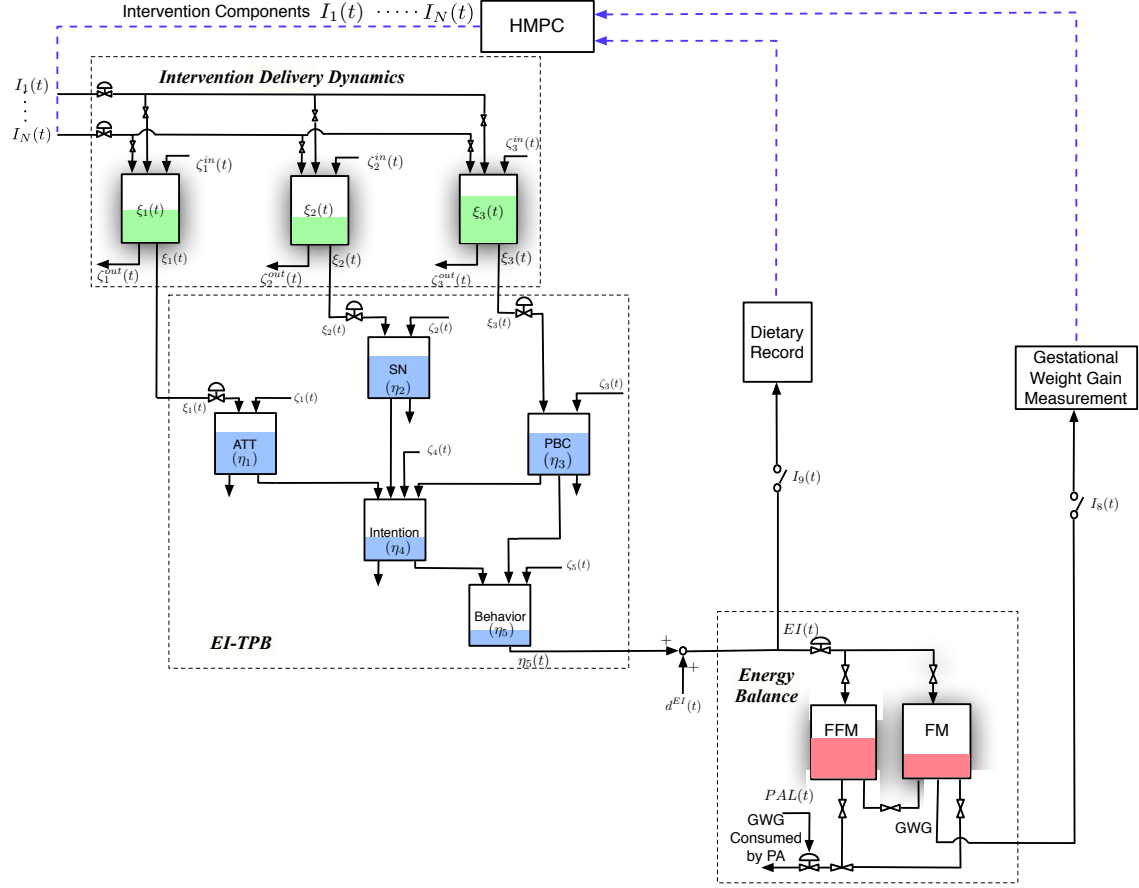 Intervention Components I₁(t) ····· I_N(t)
HMPC
Intervention Delivery Dynamics
I₁(t)
I_N(t)
ζ₁ⁱⁿ(t)
ζ₂ⁱⁿ(t)
ζ₃ⁱⁿ(t)
ξ₁(t)
ξ₂(t)
ξ₃(t)
ξ₁(t)
ξ₂(t)
ξ₃(t)
ζ₁ᵒᵘᵗ(t)
ζ₂ᵒᵘᵗ(t)
ζ₃ᵒᵘᵗ(t)
ξ₂(t)
ζ₂(t)
ξ₃(t)
SN
(η₂)
ζ₃(t)
ξ₁(t)
ζ₁(t)
ATT
(η₁)
PBC
(η₃)
ζ₄(t)
Intention
(η₄)
ζ₅(t)
Behavior
(η₅)
EI-TPB
η₅(t)
+
+
d^{EI}(t)
Dietary
Record
Gestational
Weight Gain
Measurement
I₉(t)
I₈(t)
EI(t)
Energy
Balance
FFM
FM
PAL(t)
GWG
Consumed
by PA
GWG